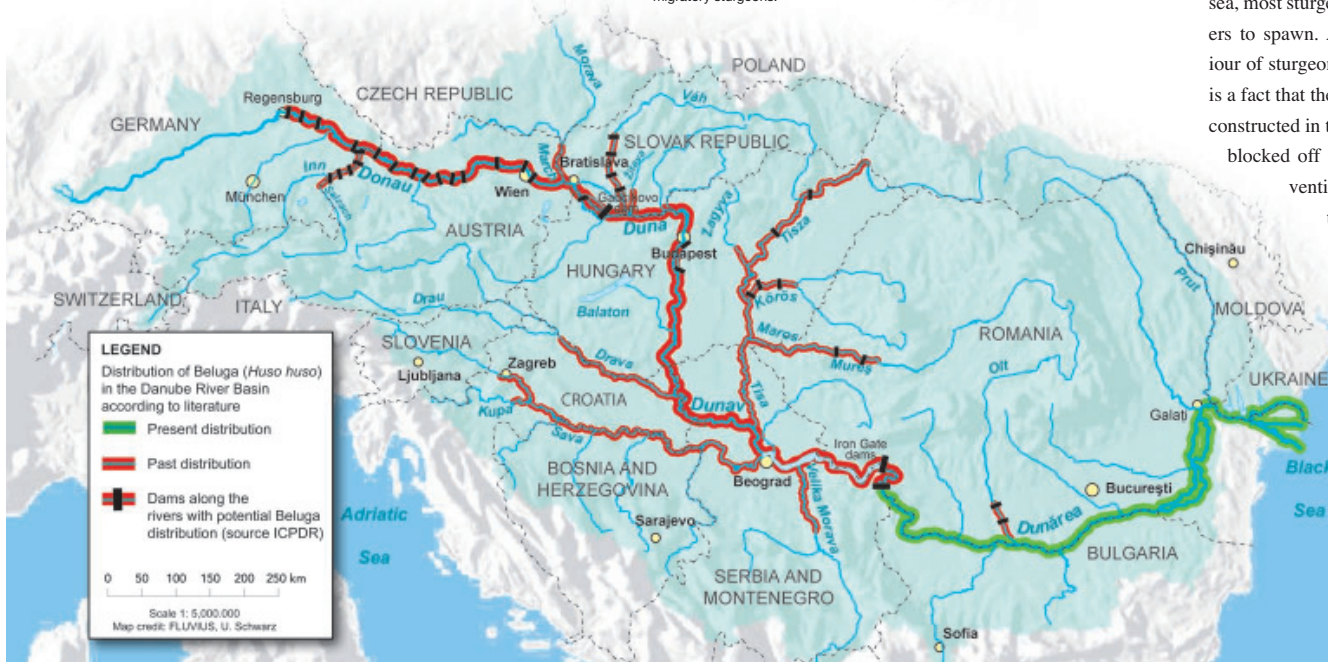 migratory sturgeons.
sea, most sturge
ers to spawn. A
iour of sturgeon
is a fact that the
constructed in t
blocked off
venti
POLAND
Morava
CZECH REPUBLIC
Regensburg
GERMANY
Váh
SLOVAK REPUBLIC
March
Bratislava
Inn
Donau
Wien
München
Salzach
Duna
Zagyva
Tisza
AUSTRIA
Budapest
HUNGARY
Chişinău
Prut
MOLDOVA
SWITZERLAND
ITALY
Drau
Balaton
Körös
Maros
Mureş
ROMANIA
Olt
UKRAINE
SLOVENIA
Ljubljana
Zagreb
Drava
CROATIA
Kupa
Sava
Dunav
Tisa
Galaţi
Iron Gate
dams
Beograd
Velika Morava
BOSNIA AND
HERZEGOVINA
Sarajevo
Bucureşti
Dunărea
BULGARIA
Black
Sea
Adriatic
Sea
SERBIA AND
MONTENEGRO
Sofia
LEGEND
Distribution of Beluga (Huso huso)
in the Danube River Basin
according to literature
Present distribution
Past distribution
Dams along the
rivers with potential Beluga
distribution (source ICPDR)
0 50 100 150 200 250 km
Scale 1: 5,000.000
Map credit: FLUVIUS, U. Schwarz